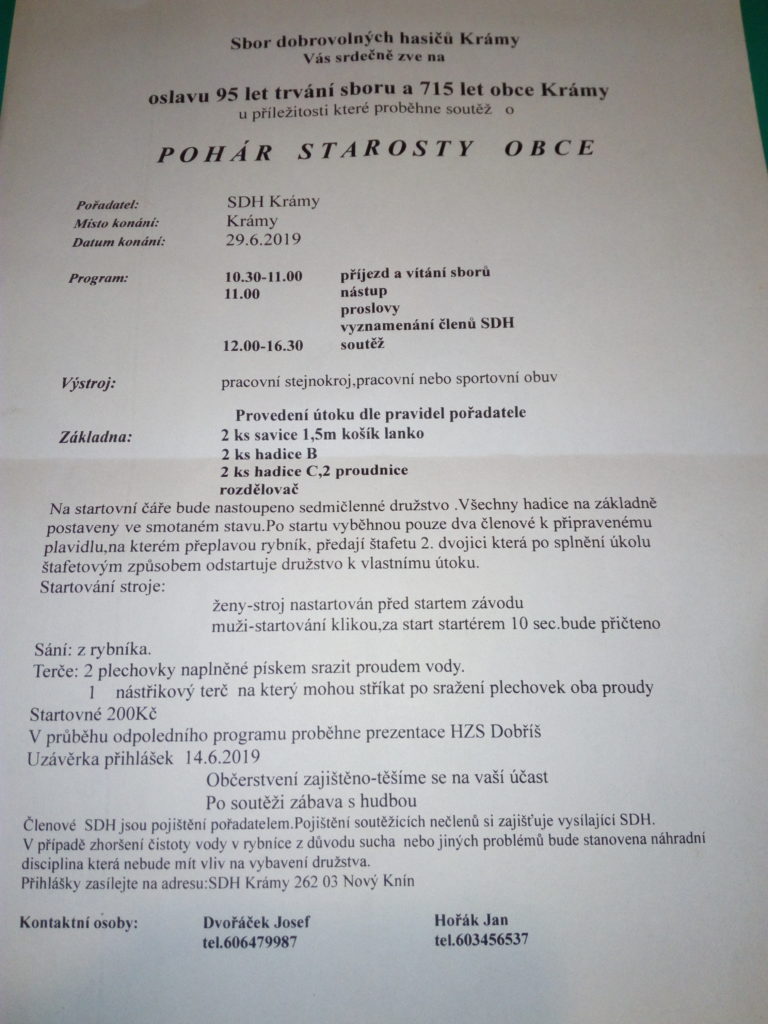 Sbor dobrovolných hasičů Krámy
Vás srdečně zve na
oslavu 95 let trvání sboru a 715 let obce Krámy
u příležitosti které proběhne soutěž o
POHÁR STAROSTY OBCE
Pořadatel: SDH Krámy
Místo konání: Krámy
Datum konání: 29.6.2019
Program: 10.30-11.00 příjezd a vítání sborů
11.00 nástup
proslovy
vyznamenání členů SDH
12.00-16.30 soutěž
Výstroj: pracovní stejnokroj,pracovní nebo sportovní obuv
Provedení útoku dle pravidel pořadatele
Základna: 2 ks savice 1,5m košík lanko
2 ks hadice B
2 ks hadice C,2 proudnice
rozdělovač
Na startovní čáře bude nastoupeno sedmičlenné družstvo .Všechny hadice na základně
postaveny ve smotaném stavu.Po startu vyběhnou pouze dva členové k připravenému
plavidlu,na kterém přeplavou rybník, předají štafetu 2. dvojici která po splnění úkolu
štafetovým způsobem odstartuje družstvo k vlastnímu útoku.
Startování stroje:
ženy-stroj nastartován před startem závodu
muži-startování klikou,za start startérem 10 sec.bude přičteno
Sání: z rybníka.
Terče: 2 plechovky naplněné pískem srazit proudem vody.
1 nástřikový terč na který mohou stříkat po sražení plechovek oba proudy
Startovné 200Kč
V průběhu odpoledního programu proběhne prezentace HZS Dobříš
Uzávěrka přihlášek 14.6.2019
Občerstvení zajištěno-těšíme se na vaší účast
Po soutěži zábava s hudbou
Členové SDH jsou pojištění pořadatelem.Pojištění soutěžících nečlenů si zajišťuje vysílající SDH.
V případě zhoršení čistoty vody v rybníce z důvodu sucha nebo jiných problémů bude stanovena náhradní
disciplina která nebude mít vliv na vybavení družstva.
Přihlášky zasílejte na adresu:SDH Krámy 262 03 Nový Knín
Kontaktní osoby: Dvořáček Josef Hořák Jan
tel.606479987 tel.603456537